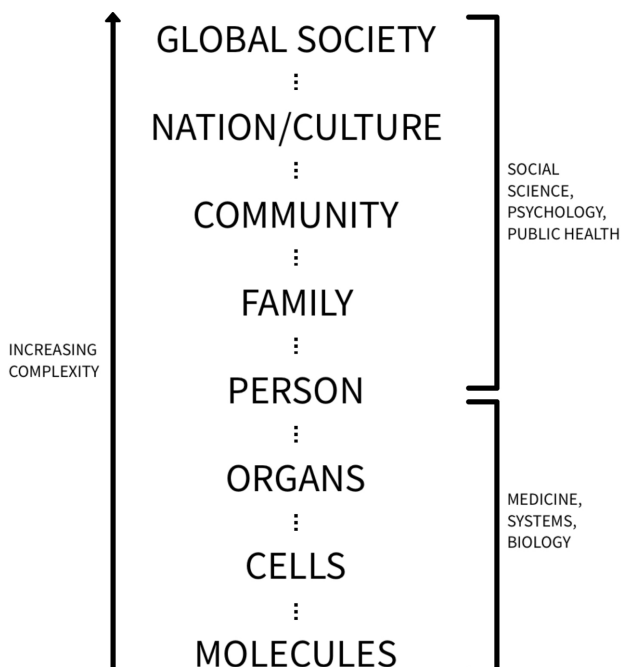 GLOBAL SOCIETY
NATION/CULTURE
COMMUNITY
FAMILY
PERSON
ORGANS
CELLS
MOLECULES
INCREASING
COMPLEXITY
SOCIAL
SCIENCE,
PSYCHOLOGY,
PUBLIC HEALTH
MEDICINE,
SYSTEMS,
BIOLOGY